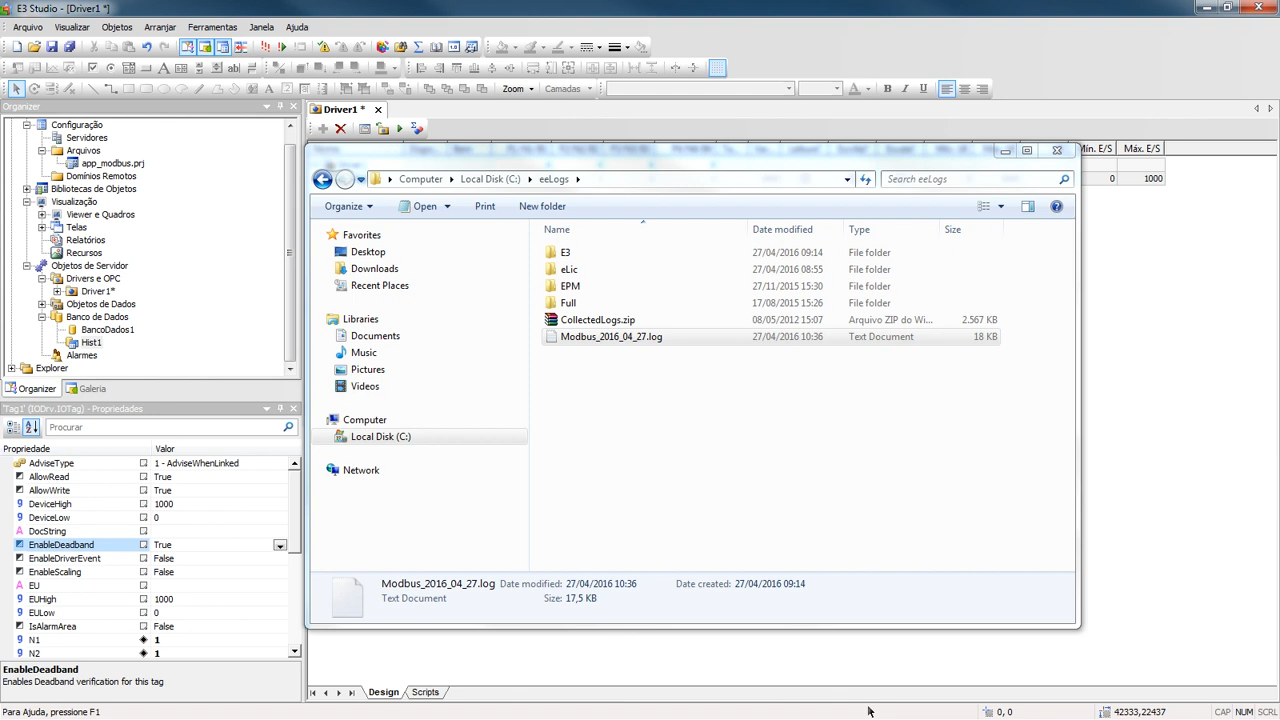 E3 Studio - [Driver1 *]
Arquivo Visualizar Objetos Arranjar Ferramentas Janela Ajuda
Zoom Camadas
Organizer
Driver1 *
Configuração
Servidores
Arquivos
app_modbus.prj
Domínios Remotos
Bibliotecas de Objetos
Visualização
Viewer e Quadros
Telas
Relatórios
Recursos
Objetos de Servidor
Drivers e OPC
Driver1*
Objetos de Dados
Banco de Dados
BancoDados1
Hist1
Alarmes
Explorer
Organizer Galeria
Mín. E/S Máx. E/S
0 1000
Computer Local Disk (C:) eeLogs
Search eeLogs
Organize Open Print New folder
Favorites
Desktop
Downloads
Recent Places
Libraries
Documents
Music
Pictures
Videos
Computer
Local Disk (C:)
Network
Name Date modified Type Size
E3 27/04/2016 09:14 File folder
eLic 27/04/2016 08:55 File folder
EPM 27/11/2015 15:30 File folder
Full 17/08/2015 15:26 File folder
CollectedLogs.zip 08/05/2012 15:07 Arquivo ZIP do Wi... 2.567 KB
Modbus_2016_04_27.log 27/04/2016 10:36 Text Document 18 KB
Modbus_2016_04_27.log Date modified: 27/04/2016 10:36 Date created: 27/04/2016 09:14
Text Document Size: 17,5 KB
'Tag1' (IODrv.IOTag) - Propriedades
Procurar
Propriedade Valor
AdviseType 1 - AdviseWhenLinked
AllowRead True
AllowWrite True
DeviceHigh 1000
DeviceLow 0
DocString
EnableDeadband True
EnableDriverEvent False
EnableScaling False
EU
EUHigh 1000
EULow 0
IsAlarmArea False
N1 1
N2 1
EnableDeadband
Enables Deadband verification for this tag
Design Scripts
Para Ajuda, pressione F1
0, 0 42333,22437 CAP NUM SCRL